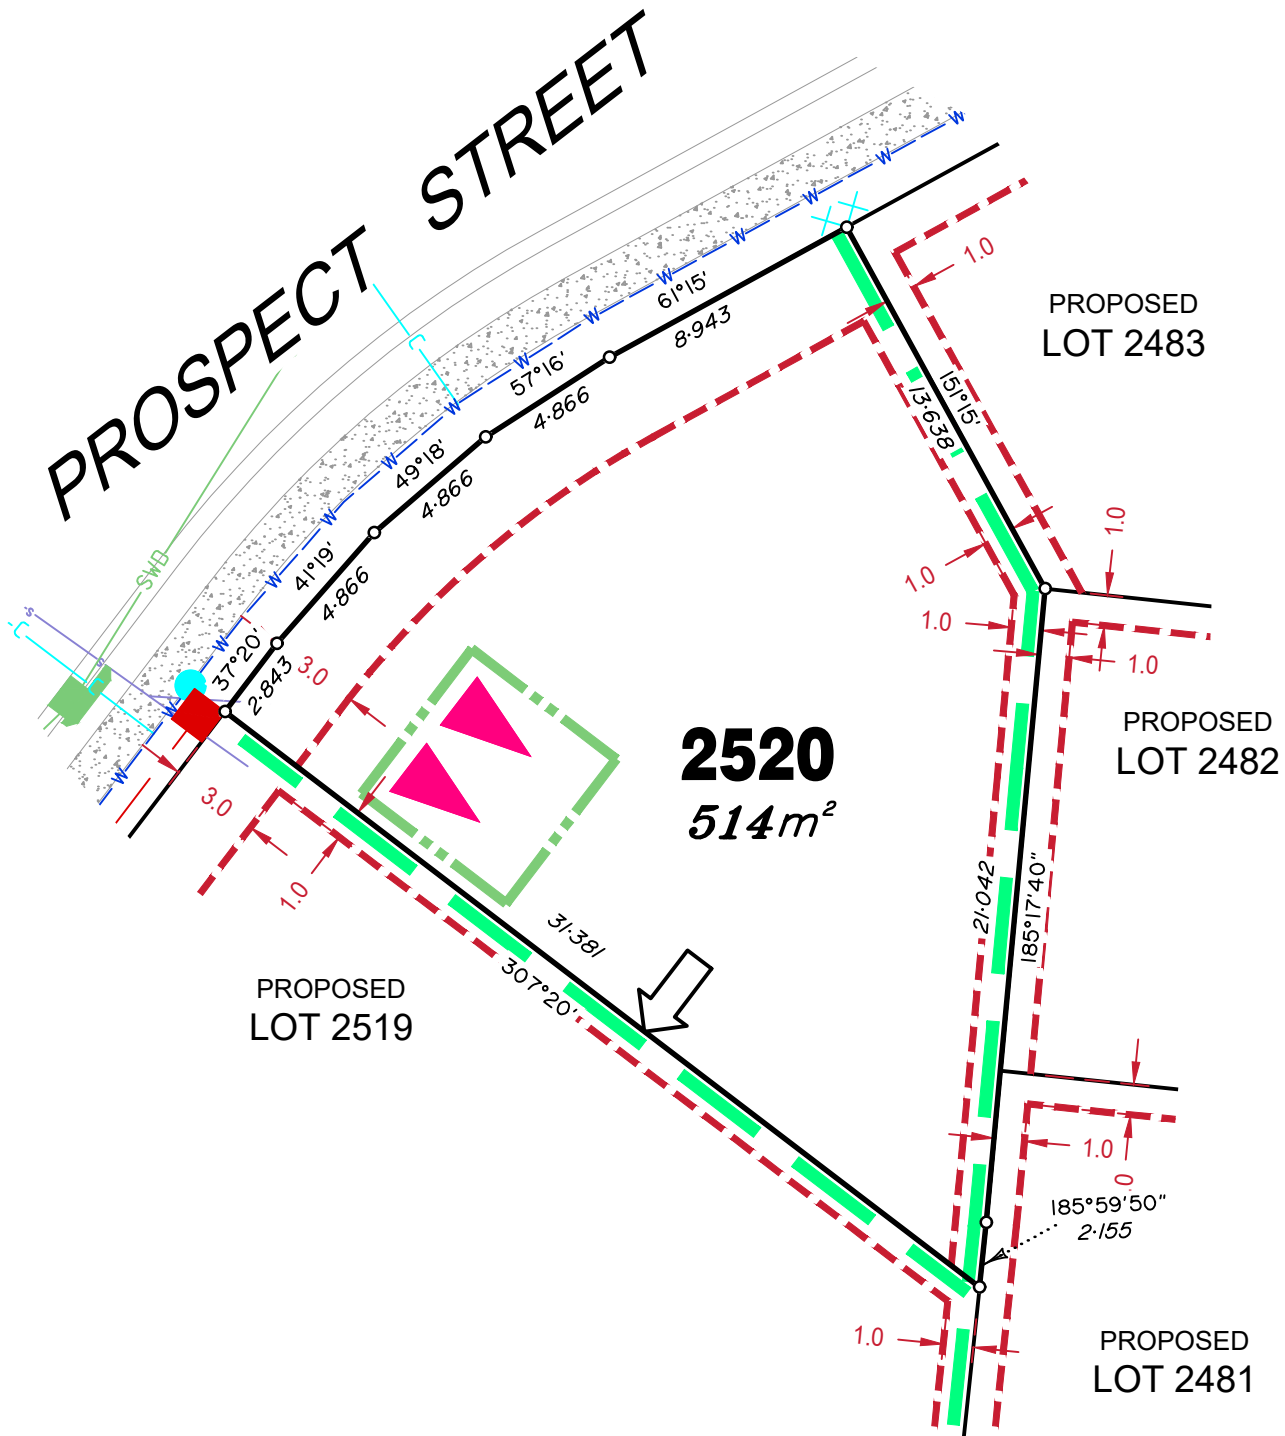 PROSPECT STREET
61°15'
8·943
57°16'
4·866
49°18'
4·866
41°19'
4·866
37°20'
2·843
SWD
C
-C
s
s
C
W
W
W
W
W
W
W
W
W
W
W
W
W
W
1.0
PROPOSED
LOT 2483
151°15'
13·638
1.0
1.0
1.0
1.0
3.0
2520
514m²
PROPOSED
LOT 2482
3.0
1.0
31·381
307°20'
21·042
185°17'40"
PROPOSED
LOT 2519
1.0
.0
185°59'50"
2·155
1.0
PROPOSED
LOT 2481